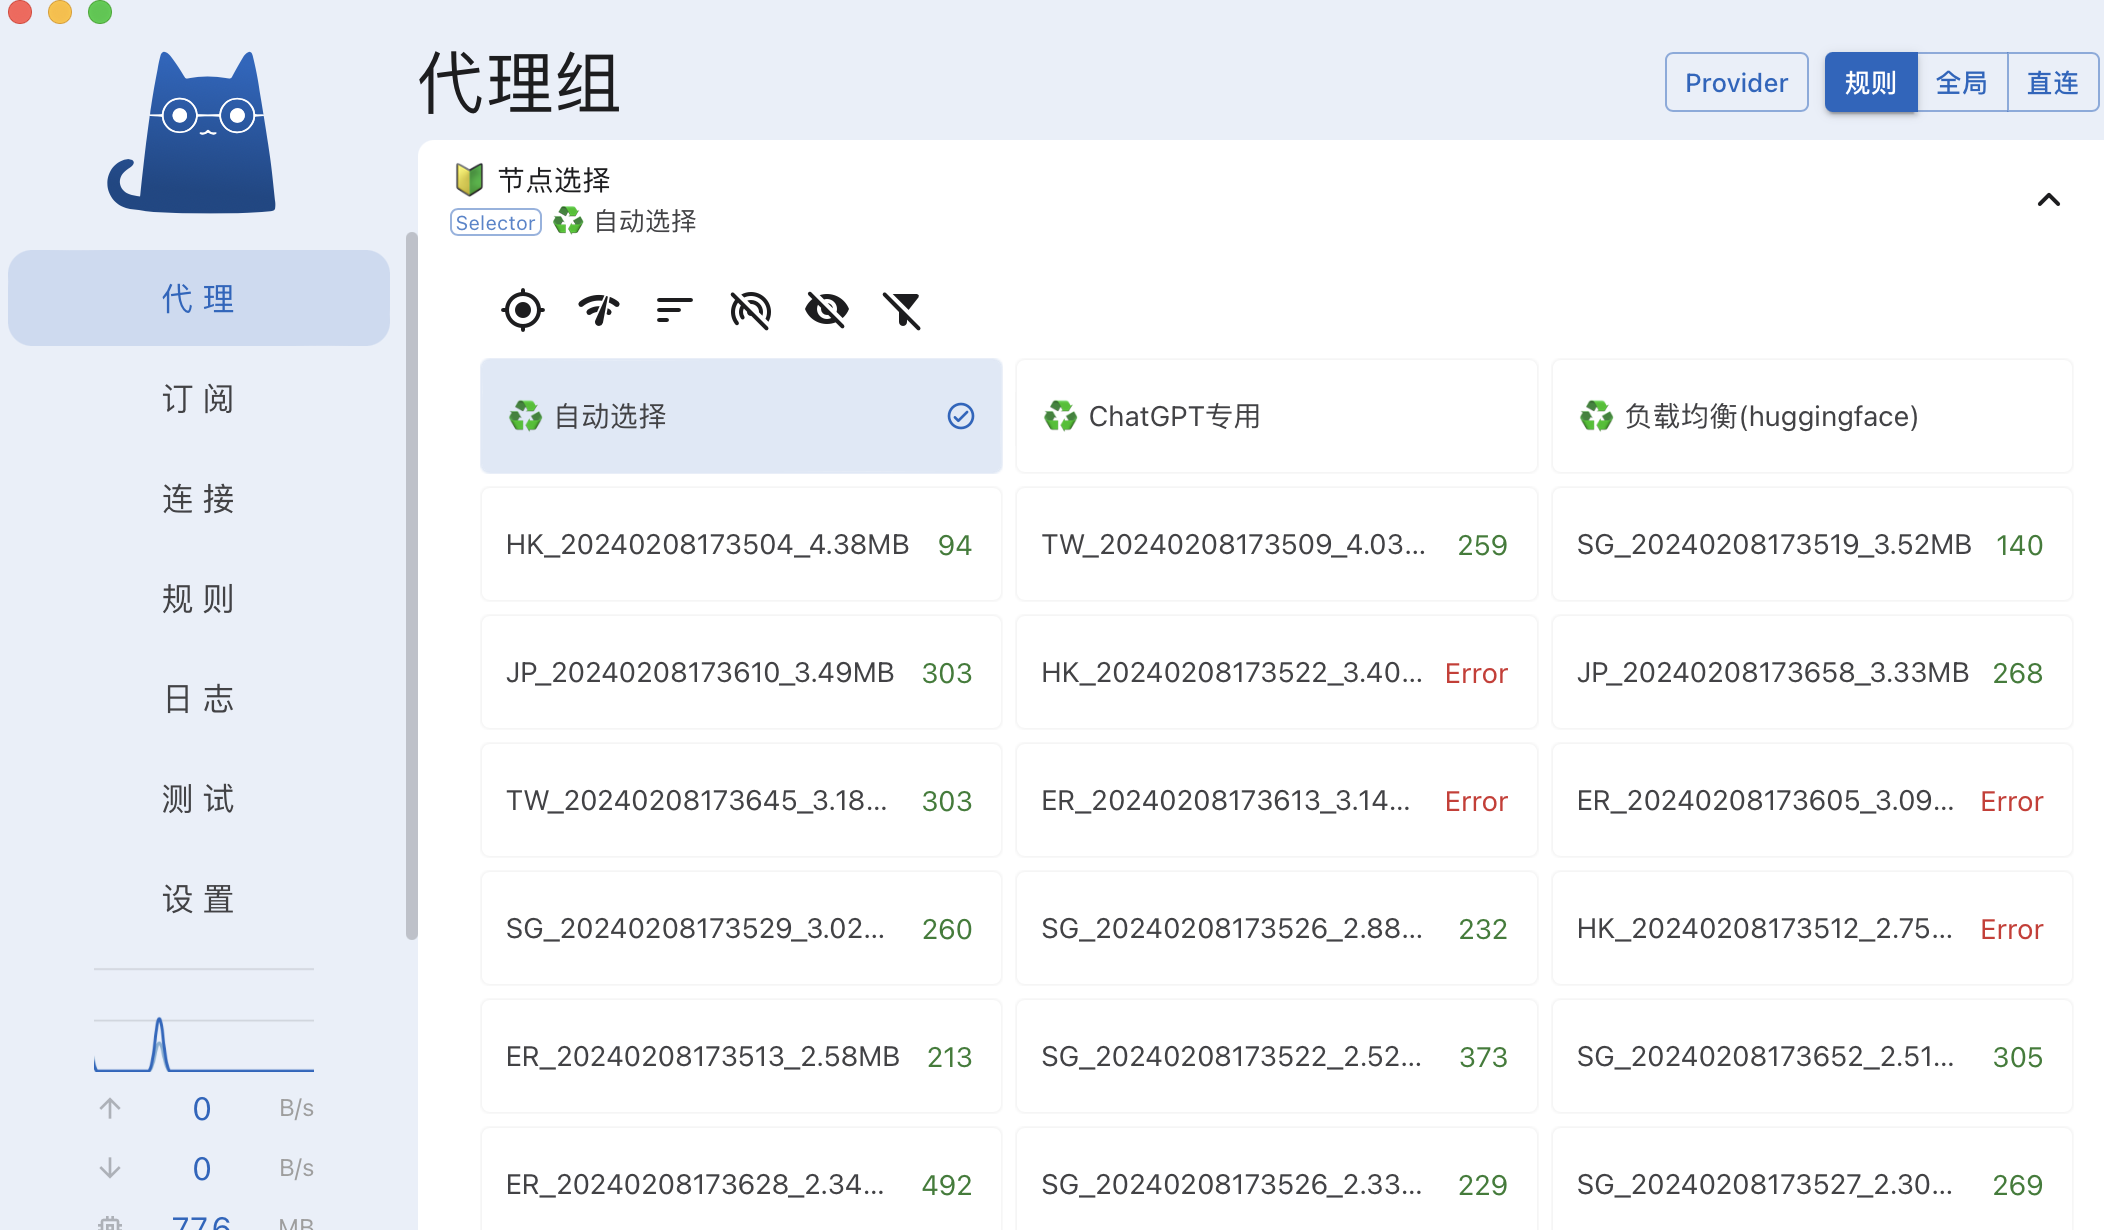 代理组
Provider 规则 全局 直连
代 理
订 阅
连 接
规 则
日 志
测 试
设 置
0 B/s
0 B/s
77.6 MB
节点选择
Selector 自动选择
自动选择
ChatGPT专用
负载均衡(huggingface)
HK_20240208173504_4.38MB 94
TW_20240208173509_4.03... 259
SG_20240208173519_3.52MB 140
JP_20240208173610_3.49MB 303
HK_20240208173522_3.40... Error
JP_20240208173658_3.33MB 268
TW_20240208173645_3.18... 303
ER_20240208173613_3.14... Error
ER_20240208173605_3.09... Error
SG_20240208173529_3.02... 260
SG_20240208173526_2.88... 232
HK_20240208173512_2.75... Error
ER_20240208173513_2.58MB 213
SG_20240208173522_2.52... 373
SG_20240208173652_2.51... 305
ER_20240208173628_2.34... 492
SG_20240208173526_2.33... 229
SG_20240208173527_2.30... 269